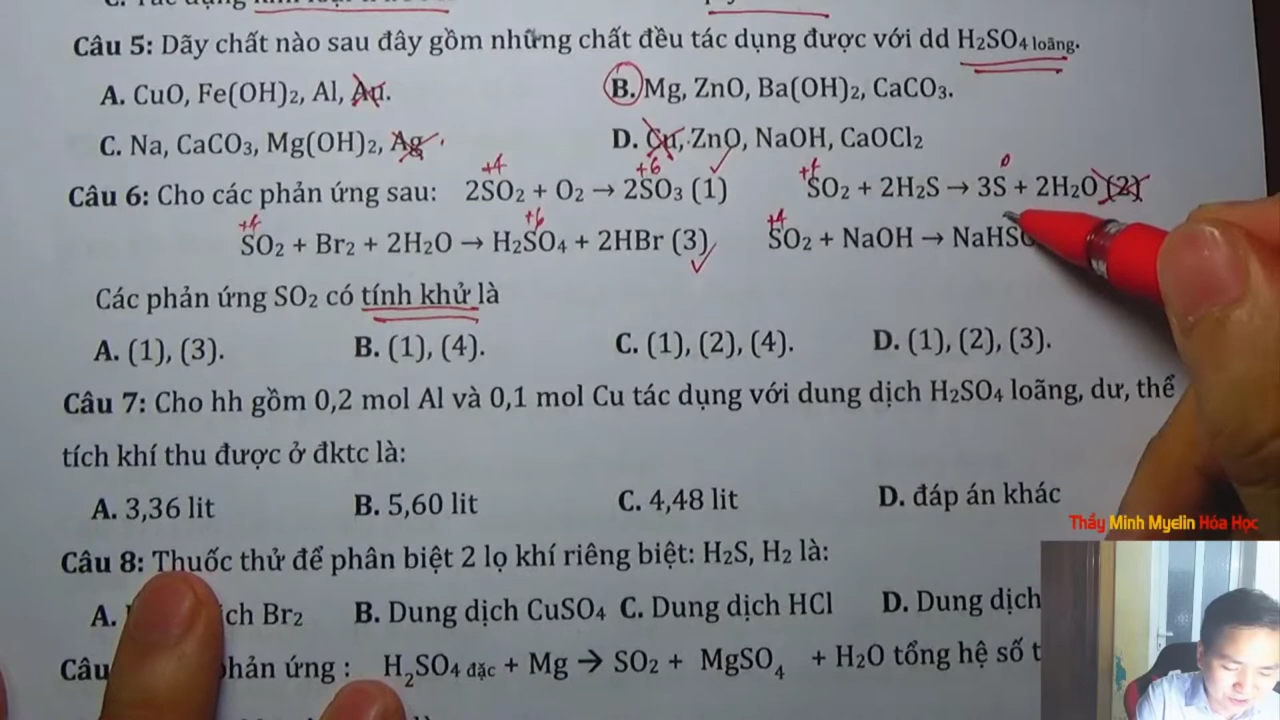 Câu 5: Dãy chất nào sau đây gồm những chất đều tác dụng được với dd H₂SO₄ loãng.
A. CuO, Fe(OH)₂, Al, Au. B. Mg, ZnO, Ba(OH)₂, CaCO₃.
C. Na, CaCO₃, Mg(OH)₂, Ag D. Cu, ZnO, NaOH, CaOCl₂
+4 +6 +4 0
Câu 6: Cho các phản ứng sau: 2SO₂ + O₂ → 2SO₃ (1) SO₂ + 2H₂S → 3S + 2H₂O (2)
+4 +6 +4
SO₂ + Br₂ + 2H₂O → H₂SO₄ + 2HBr (3) SO₂ + NaOH →
Các phản ứng SO₂ có tính khử là
A. (1), (3). B. (1), (4). C. (1), (2), (4). D. (1), (2), (3).
Câu 7: Cho hh gồm 0,2 mol Al và 0,1 mol Cu tác dụng với dung dịch H₂SO₄ loãng, dư, thể
tích khí thu được ở đktc là:
A. 3,36 lit B. 5,60 lit C. 4,48 lit D. đáp án khác
Thầy Minh Myelin Hóa Học
Câu 8: Thuốc thử để phân biệt 2 lọ khí riêng biệt: H₂S, H₂ là:
A. Br₂ B. Dung dịch CuSO₄ C. Dung dịch HCl D. Dung dịch
Câu phản ứng : H₂SO₄ đặc + Mg → SO₂ + MgSO₄ + H₂O tổng hệ số